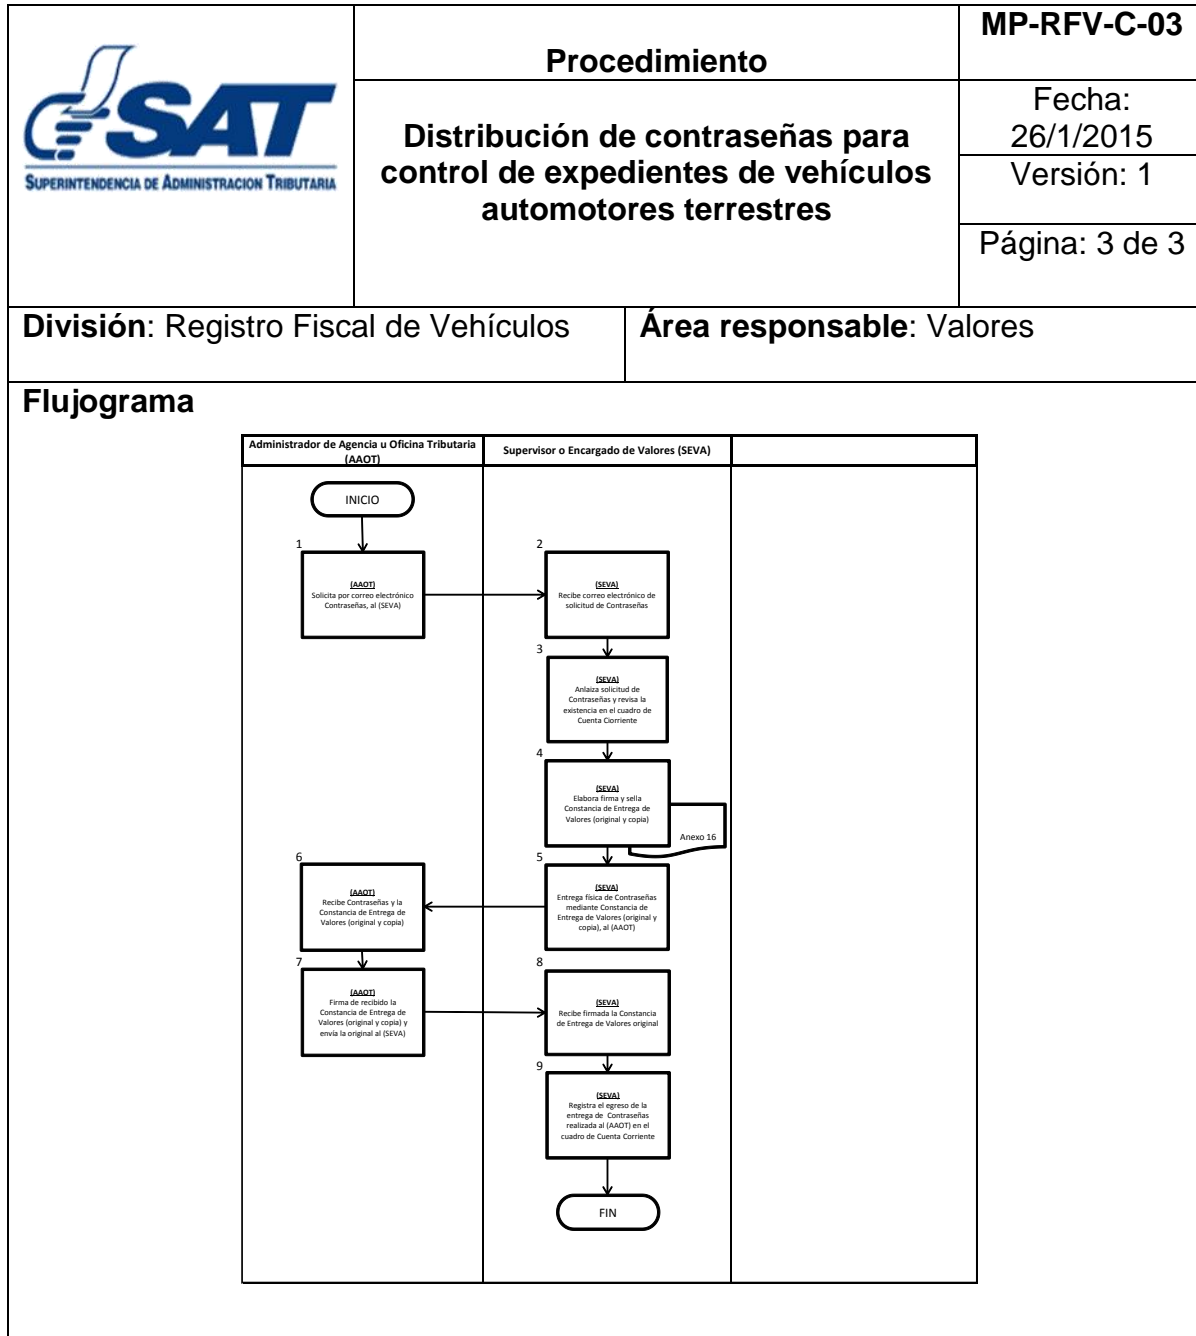 SAT
SUPERINTENDENCIA DE ADMINISTRACION TRIBUTARIA
Procedimiento
Distribución de contraseñas para
control de expedientes de vehículos
automotores terrestres
MP-RFV-C-03
Fecha:
26/1/2015
Versión: 1
Página: 3 de 3
División: Registro Fiscal de Vehículos
Área responsable: Valores
Flujograma
Administrador de Agencia u Oficina Tributaria
(AAOT)
Supervisor o Encargado de Valores (SEVA)
INICIO
1
(AAOT)
Solicita por correo electrónico
Contraseñas, al (SEVA)
2
(SEVA)
Recibe correo electrónico de
solicitud de Contraseñas
3
(SEVA)
Anlaiza solicitud de
Contraseñas y revisa la
existencia en el cuadro de
Cuenta Ciorriente
4
(SEVA)
Elabora firma y sella
Constancia de Entrega de
Valores (original y copia)
Anexo 16
5
(SEVA)
Entrega física de Contraseñas
mediante Constancia de
Entrega de Valores (original y
copia), al (AAOT)
6
(AAOT)
Recibe Contraseñas y la
Constancia de Entrega de
Valores (original y copia)
7
(AAOT)
Firma de recibido la
Constancia de Entrega de
Valores (original y copia) y
envía la original al (SEVA)
8
(SEVA)
Recibe firmada la Constancia
de Entrega de Valores original
9
(SEVA)
Registra el egreso de la
entrega de Contraseñas
realizada al (AAOT) en el
cuadro de Cuenta Corriente
FIN